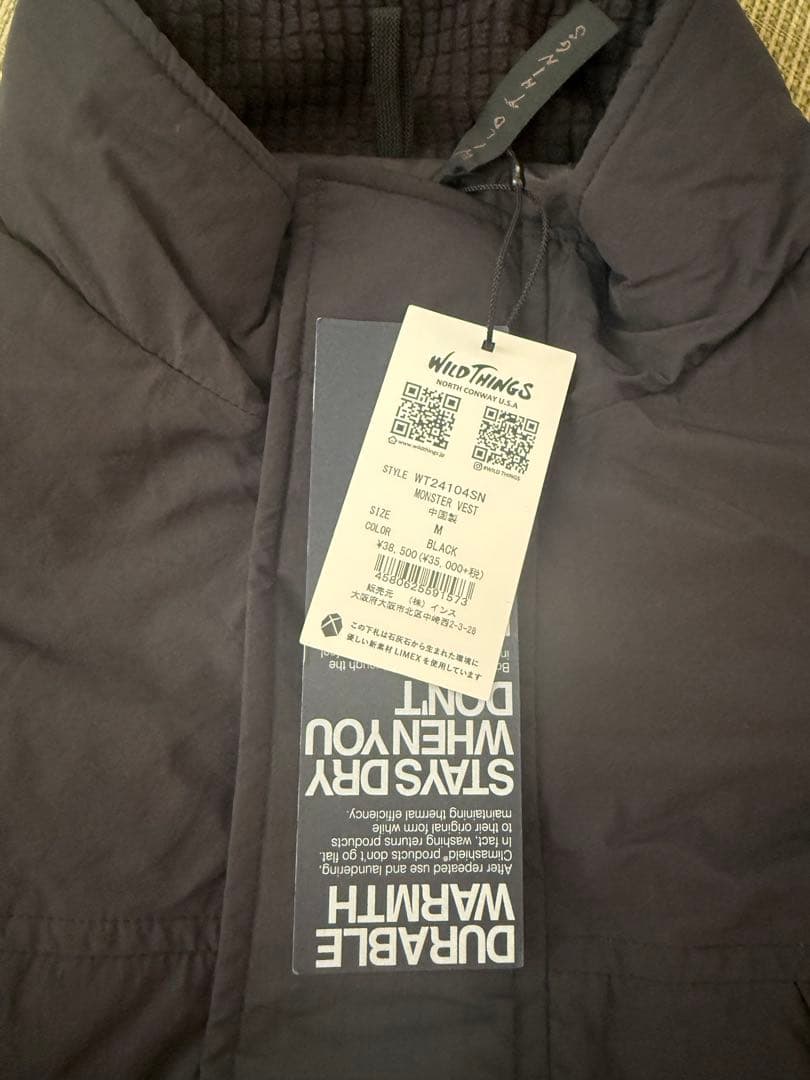 WILDTHINGS
WILDTHINGS
NORTH CONWAY U.S.A
www.wildthings.jp
#WILD THINGS
STYLE WT24104SN
MONSTER VEST
中国製
SIZE M
COLOR BLACK
¥38,500(¥35,000+税)
4580625591573
販売元 (株)インス
大阪府大阪市北区中崎西2-3-28
この下札は石灰石から生まれた環境に
優しい新素材LIMEXを使用しています
DURABLE
WARMTH
After repeated use and laundering,
Climashield® products don't go flat.
In fact, washing returns products
to their original form while
maintaining thermal efficiency.
STAYS DRY
WHEN YOU
DON'T